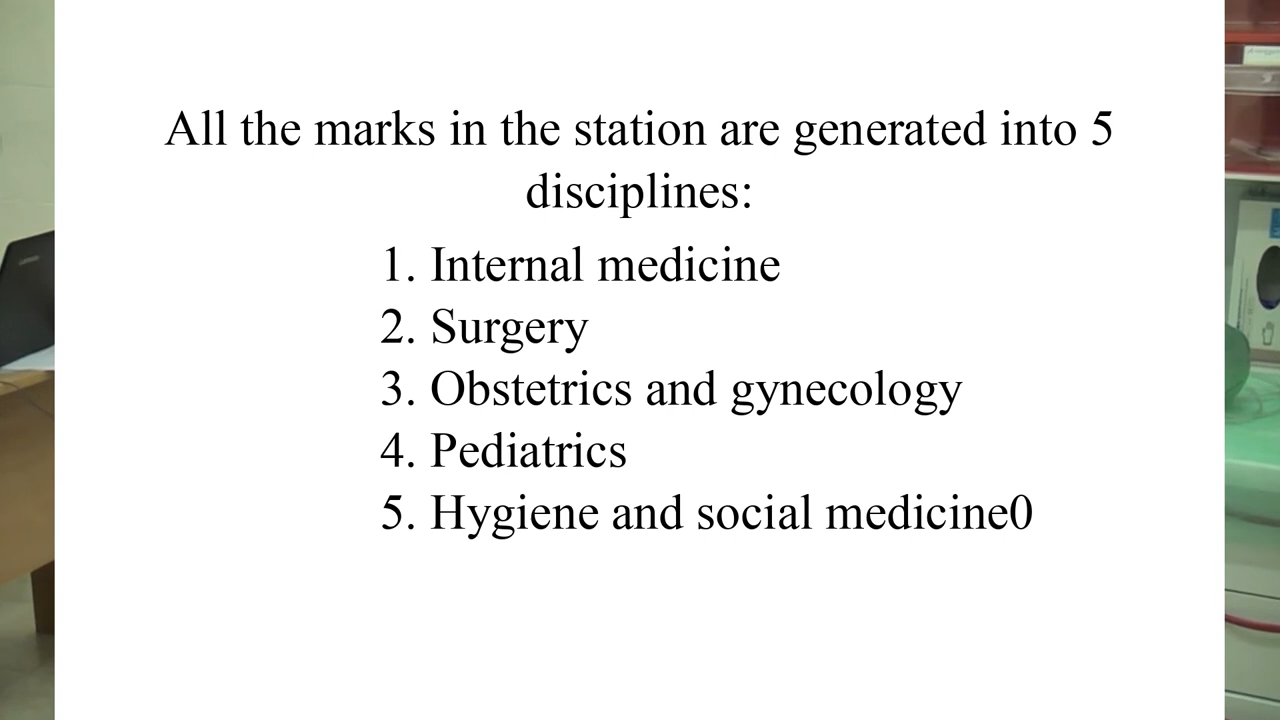 All the marks in the station are generated into 5
disciplines:
1. Internal medicine
2. Surgery
3. Obstetrics and gynecology
4. Pediatrics
5. Hygiene and social medicine0